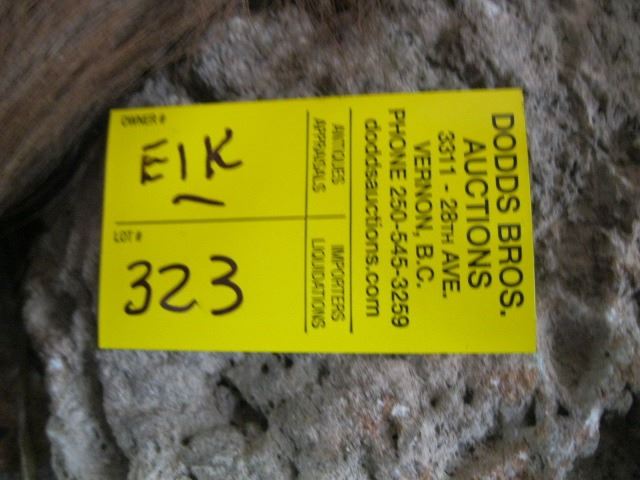 DODDS BROS.
AUCTIONS
3311 - 28TH AVE.
VERNON, B.C.
PHONE 250-545-3259
doddsauctions.com
ANTIQUES IMPORTERS
APPRAISALS LIQUIDATIONS
OWNER #
E1K
LOT #
323